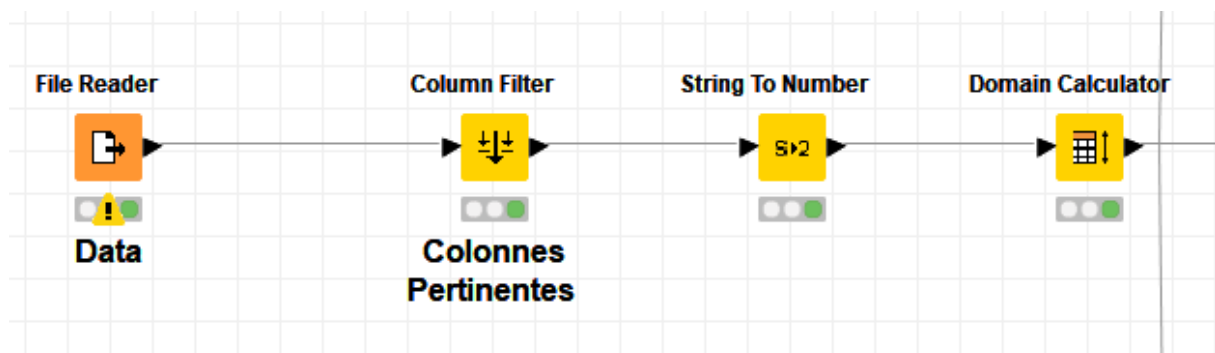 File Reader
Column Filter
String To Number
Domain Calculator
S▸2
Data
Colonnes
Pertinentes